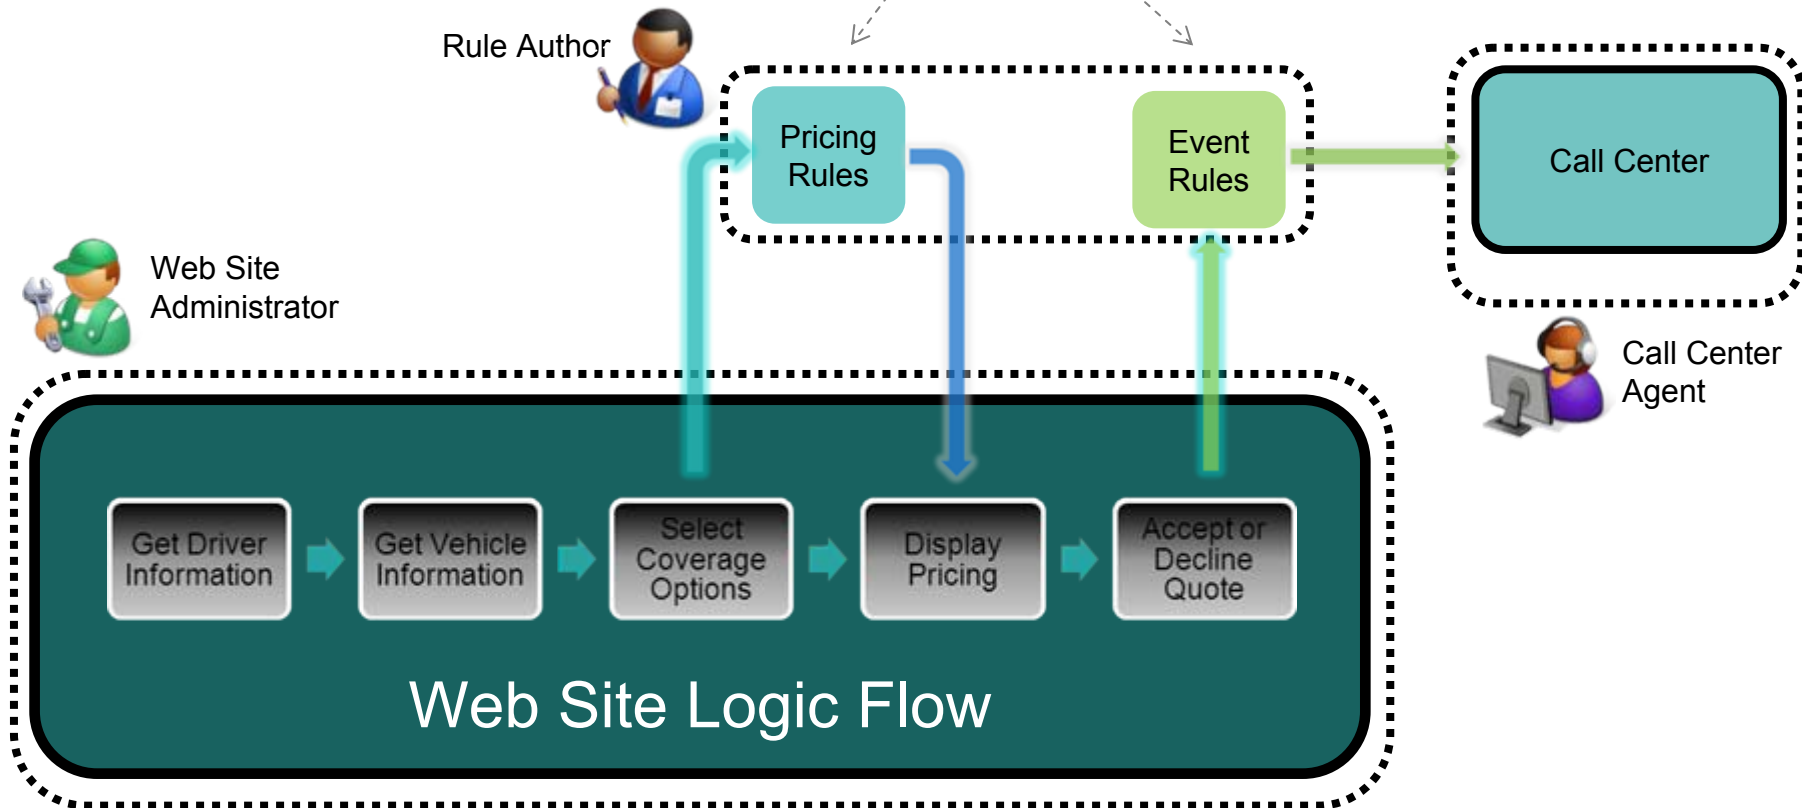 Rule Author
Pricing
Rules
Event
Rules
Call Center
Web Site
Administrator
Call Center
Agent
Get Driver
Information
Get Vehicle
Information
Select
Coverage
Options
Display
Pricing
Accept or
Decline
Quote
Web Site Logic Flow